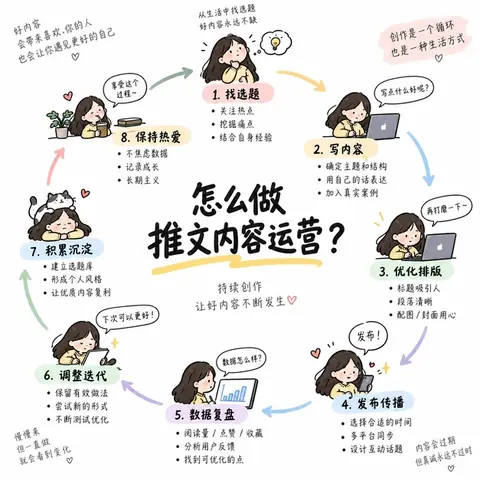 好内容
会带来喜欢你的人
也会让你遇见更好的自己
从生活中找选题
好内容永远不缺
创作是一个循环
也是一种生活方式
1. 找选题
• 关注热点
• 挖掘痛点
• 结合自身经验
写点什么好呢?
2. 写内容
• 确定主题和结构
• 用自己的话表达
• 加入真实案例
再打磨一下~
3. 优化排版
• 标题吸引人
• 段落清晰
• 配图/封面用心
发布!
4. 发布传播
• 选择合适的时间
• 多平台同步
• 设计互动话题
数据怎么样?
5. 数据复盘
• 阅读量/点赞/收藏
• 分析用户反馈
• 找到可优化的点
下次可以更好!
6. 调整迭代
• 保留有效做法
• 尝试新的形式
• 不断测试优化
7. 积累沉淀
• 建立选题库
• 形成个人风格
• 让优质内容复利
享受这个
过程~
8. 保持热爱
• 不焦虑数据
• 记录成长
• 长期主义
怎么做
推文内容运营?
持续创作
让好内容不断发生
慢慢来
但一直做
就会看到变化
内容会过期
但真诚永远不过时